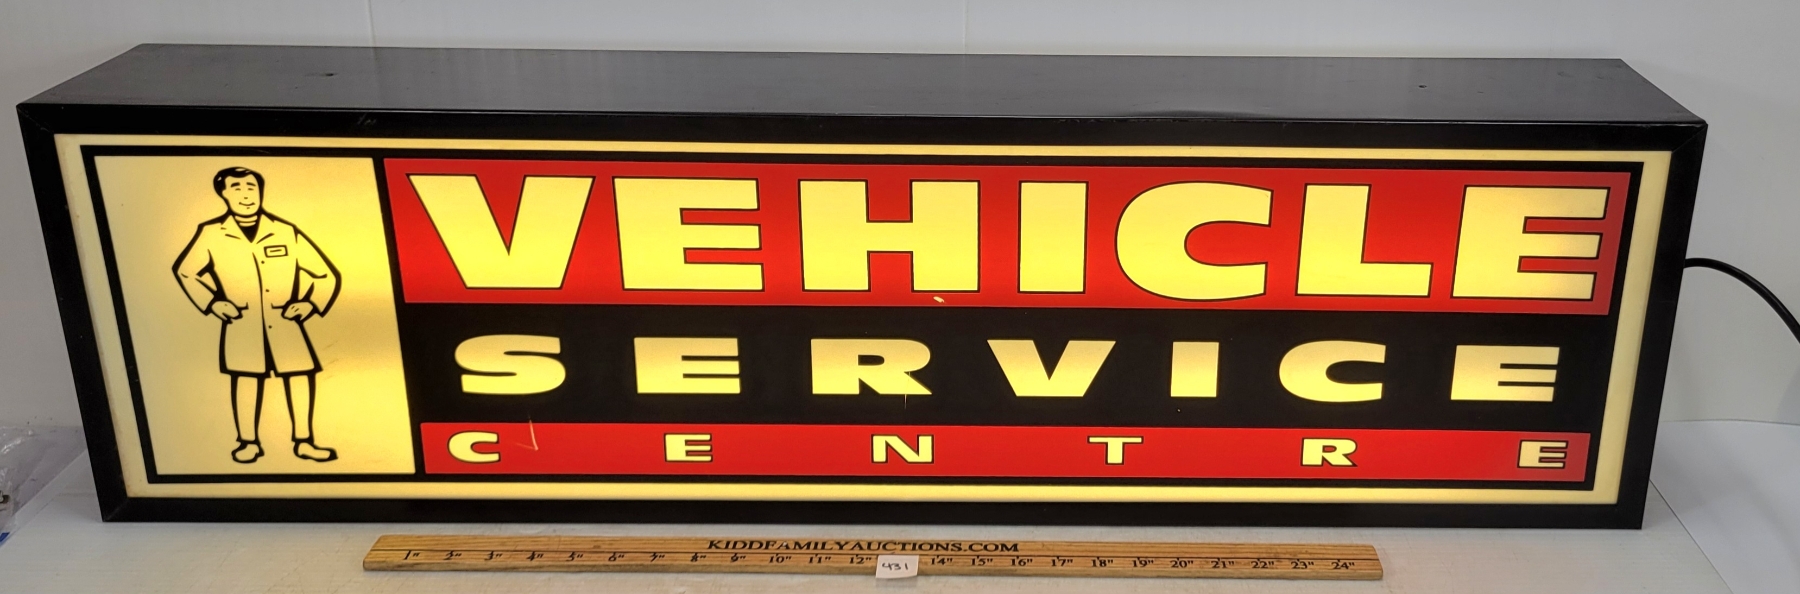 VEHICLE
SERVICE
CENTRE
KIDDFAMILYAUCTIONS.COM
1" 2" 3" 4" 5" 6" 7" 8" 9" 10" 11" 12" 14" 15" 16" 17" 18" 19" 20" 21" 22" 23" 24"
431